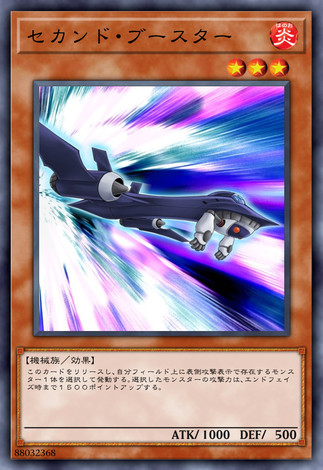 セカンド・ブースター
炎
【機械族／効果】
このカードをリリースし、自分フィールド上に表側攻撃表示で存在するモンス
ター１体を選択して発動する。選択したモンスターの攻撃力は、エンドフェイ
ズ時まで１５００ポイントアップする。
ATK/ 1000 DEF/ 500
88032368